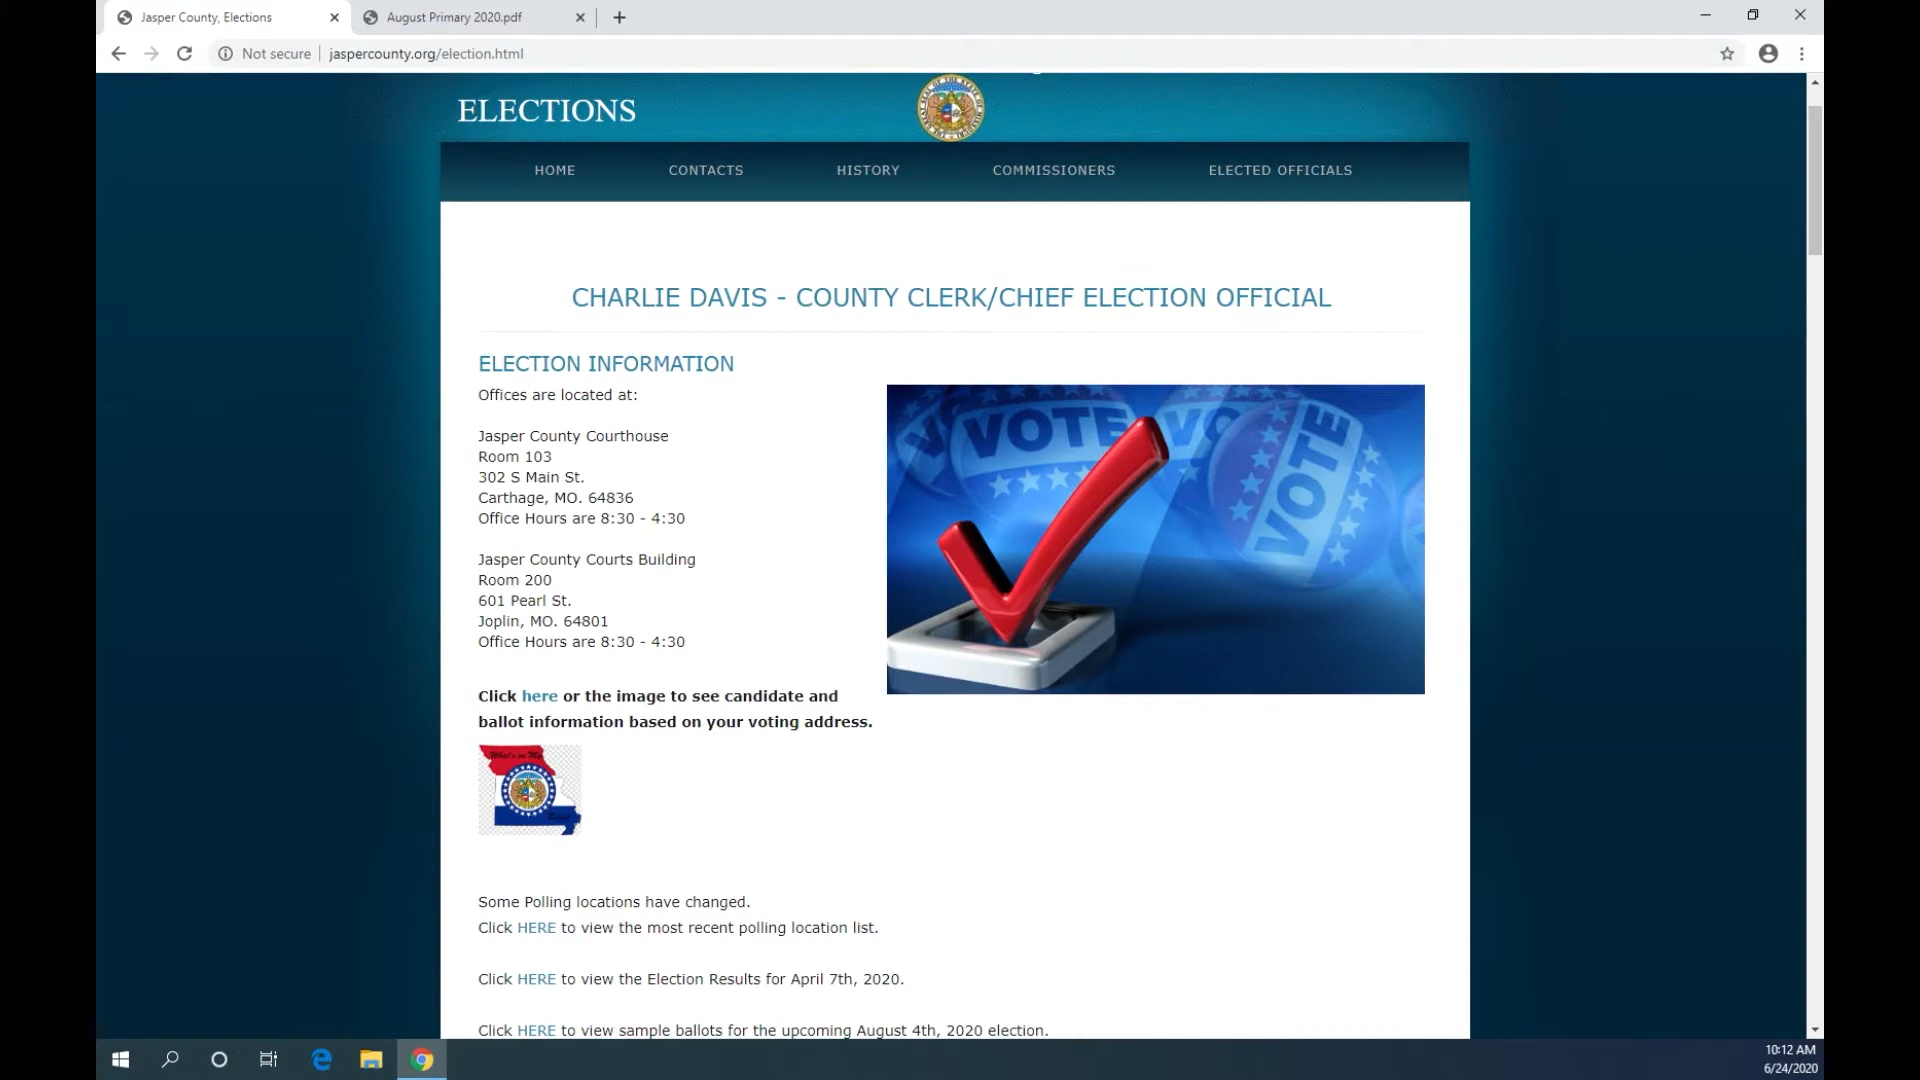 Jasper County, Elections
August Primary 2020.pdf
Not secure
jaspercounty.org/election.html
ELECTIONS
HOME
CONTACTS
HISTORY
COMMISSIONERS
ELECTED OFFICIALS
CHARLIE DAVIS - COUNTY CLERK/CHIEF ELECTION OFFICIAL
ELECTION INFORMATION
Offices are located at:
Jasper County Courthouse
Room 103
302 S Main St.
Carthage, MO. 64836
Office Hours are 8:30 - 4:30
Jasper County Courts Building
Room 200
601 Pearl St.
Joplin, MO. 64801
Office Hours are 8:30 - 4:30
VOTE
VOTE
Click here or the image to see candidate and
ballot information based on your voting address.
What's on My
Some Polling locations have changed.
Click HERE to view the most recent polling location list.
Click HERE to view the Election Results for April 7th, 2020.
Click HERE to view sample ballots for the upcoming August 4th, 2020 election.
10:12 AM
6/24/2020